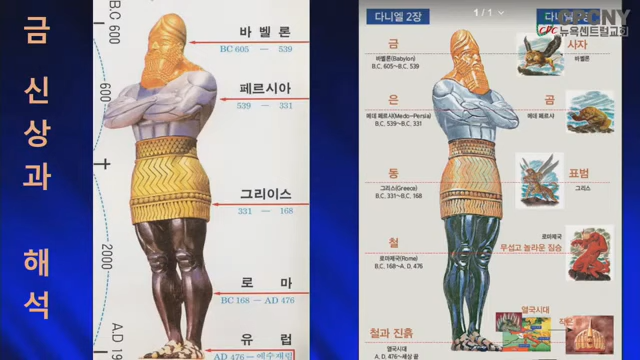 금 신상과 해석
B.C 600
600
2000
A.D 19
바 벨 론
BC 605 — 539
페르시아
539 — 331
그리이스
331 — 168
로 마
BC 168 — AD 476
유 럽
AD 476 — 예수재림
1 / 1
뉴욕센트럴교회
다니엘 2장
금
바벨론(Babylon)
B.C. 605~B.C. 539
사자
바벨론
은
메데 페르사(Medo-Persia)
B.C. 539~B.C. 331
곰
메데 페르사
동
그리스(Greece)
B.C. 331~B.C. 168
표범
그리스
철
로마제국(Rome)
B.C. 168~A.D. 476
로마제국
무섭고 놀라운 짐승
철과 진흙
열국시대
A. D. 476~세상 끝
열국시대